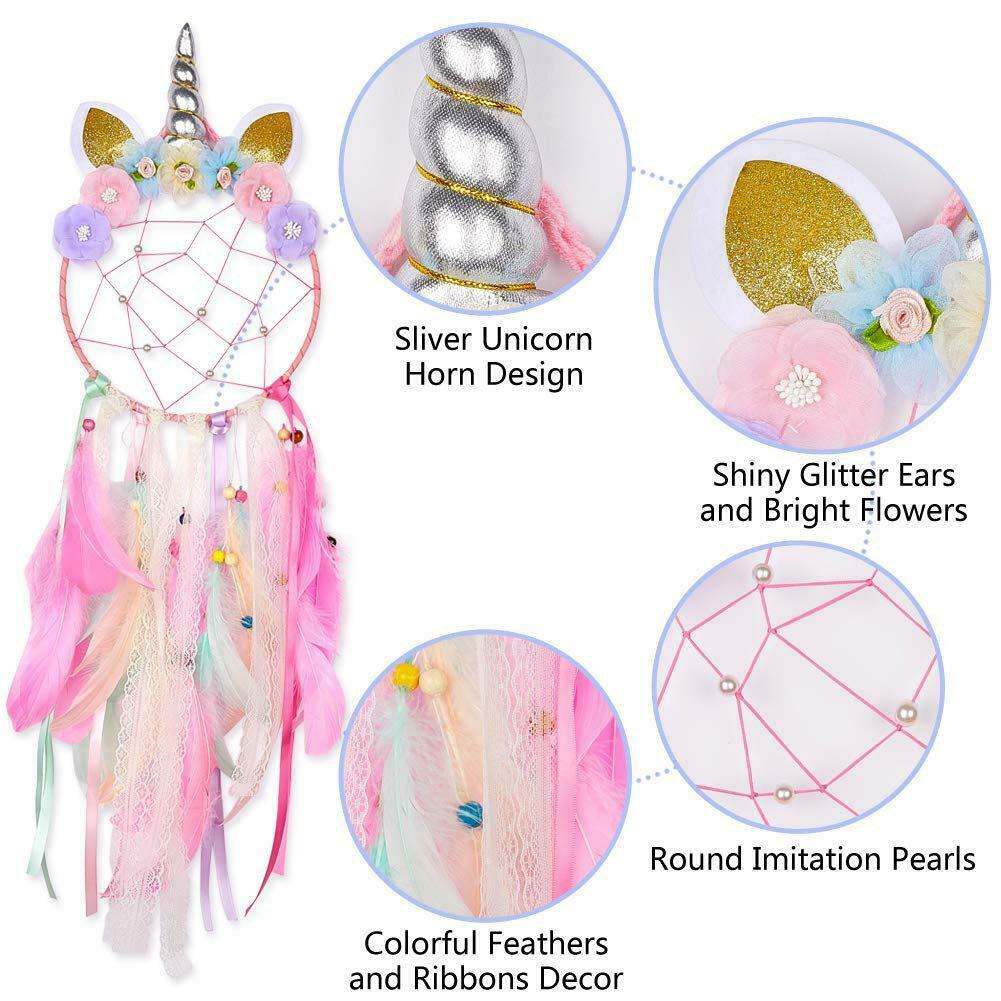 Sliver Unicorn
Horn Design
Shiny Glitter Ears
and Bright Flowers
Round Imitation Pearls
Colorful Feathers
and Ribbons Decor